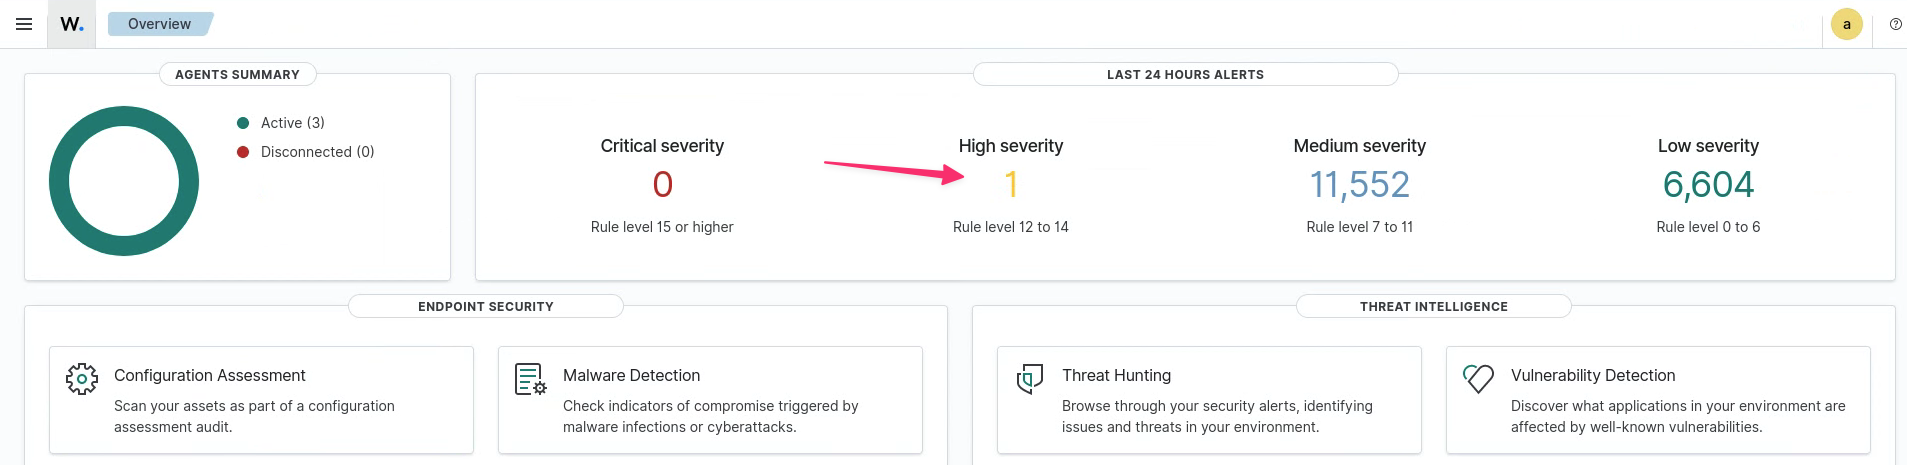 W.
Overview
a
AGENTS SUMMARY
Active (3)
Disconnected (0)
LAST 24 HOURS ALERTS
Critical severity
0
Rule level 15 or higher
High severity
1
Rule level 12 to 14
Medium severity
11,552
Rule level 7 to 11
Low severity
6,604
Rule level 0 to 6
ENDPOINT SECURITY
Configuration Assessment
Scan your assets as part of a configuration
assessment audit.
Malware Detection
Check indicators of compromise triggered by
malware infections or cyberattacks.
THREAT INTELLIGENCE
Threat Hunting
Browse through your security alerts, identifying
issues and threats in your environment.
Vulnerability Detection
Discover what applications in your environment are
affected by well-known vulnerabilities.